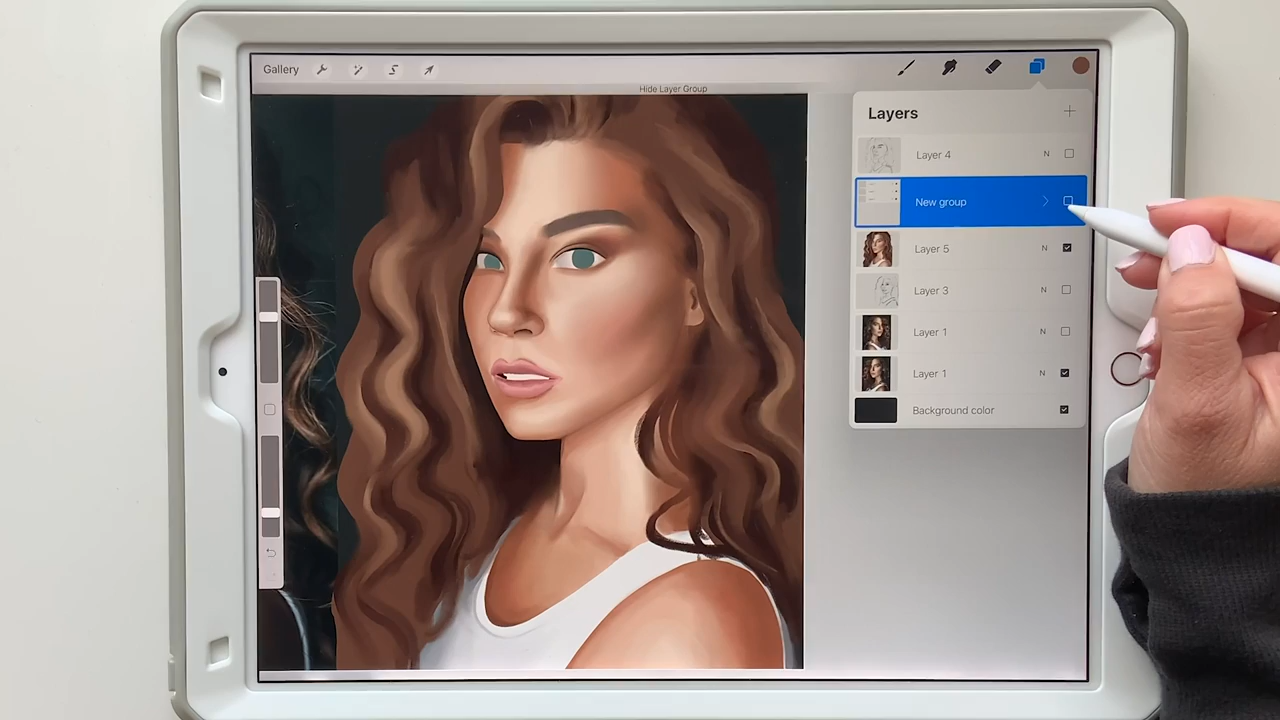 Gallery
Hide Layer Group
Layers
Layer 4 N
New group
Layer 5 N
Layer 3 N
Layer 1 N
Layer 1 N
Background color